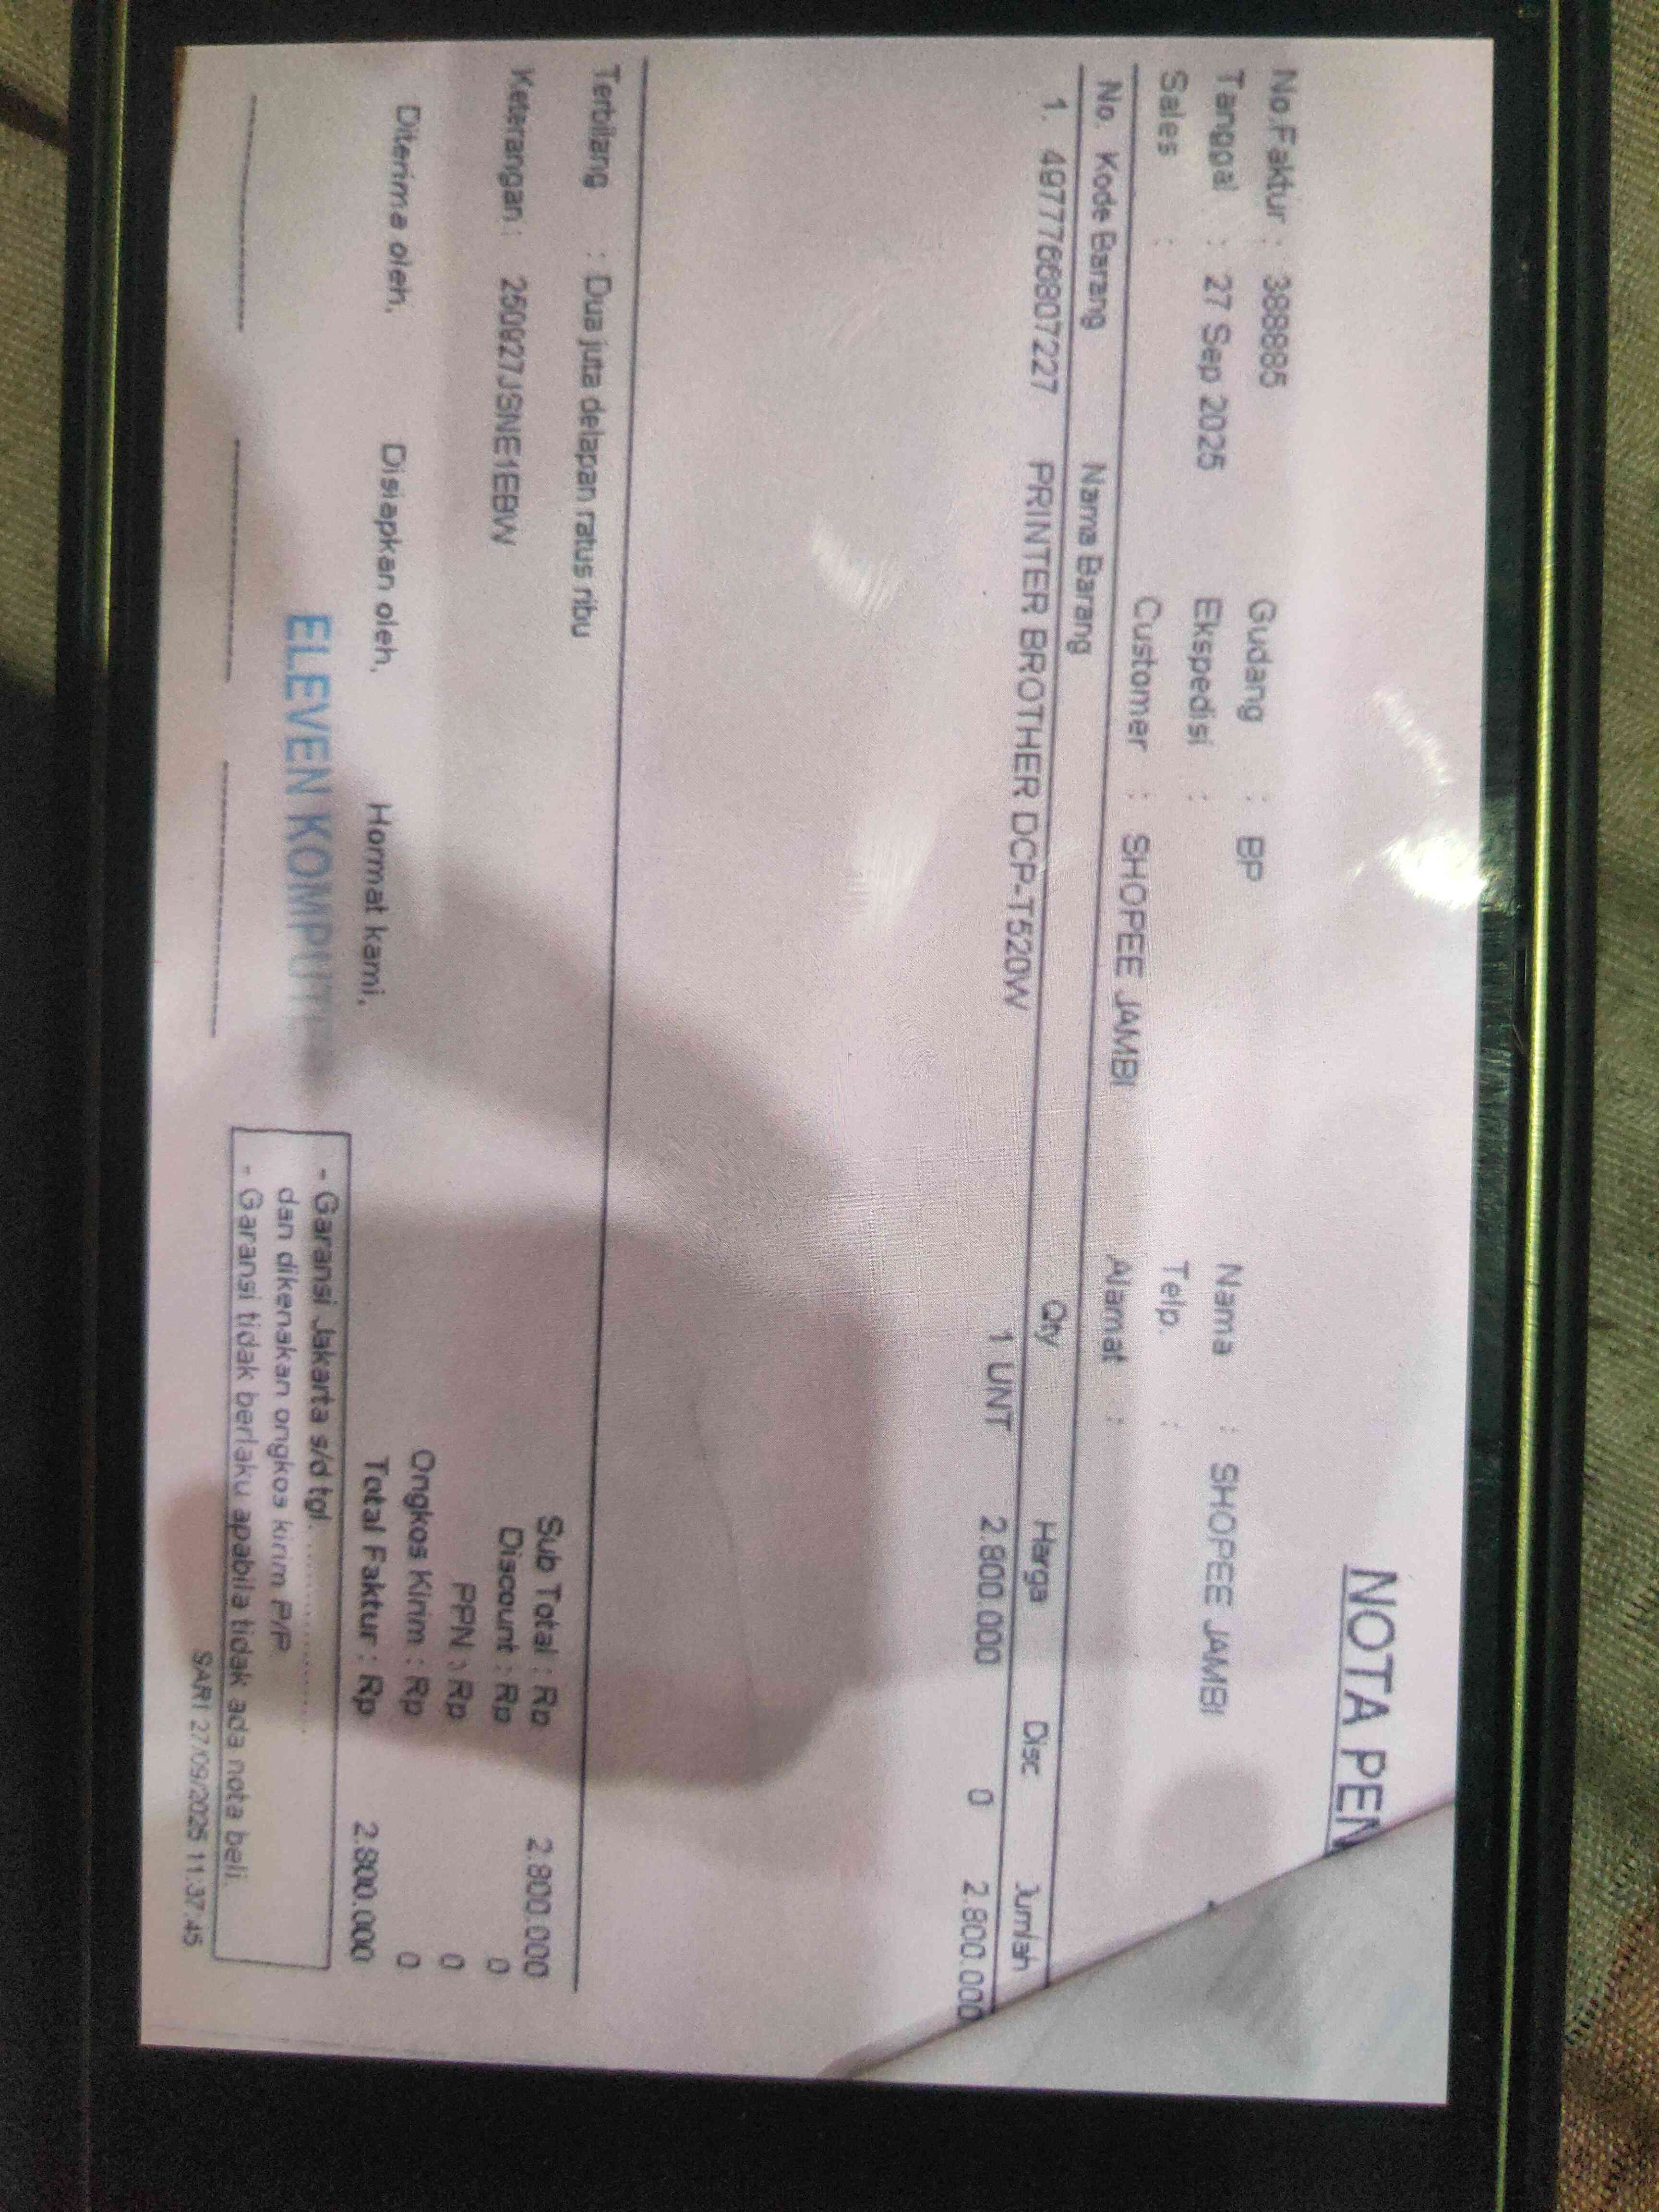 NOTA PEN
No.Faktur : 388885
Tanggal : 27 Sep 2025
Sales :
Gudang : BP
Ekspedisi :
Customer : SHOPEE JAMBI
Nama : SHOPEE JAMBI
Telp. :
Alamat :
No. Kode Barang Nama Barang Qty Harga Disc Jumlah
1. 4977766807227 PRINTER BROTHER DCP-T520W 1 UNT 2.800.000 0 2.800.000
Terbilang : Dua juta delapan ratus ribu
Keterangan : 250927JSNE1EBW
Sub Total : Rp 2.800.000
Discount : Rp 0
PPN : Rp 0
Ongkos Kirim : Rp 0
Total Faktur : Rp 2.800.000
Diterima oleh, Disiapkan oleh, Hormat kami,
ELEVEN KOMPUT
- Garansi Jakarta s/d tgl. ....................
dan dikenakan ongkos kirim P/P
- Garansi tidak berlaku apabila tidak ada nota beli.
SARI 27/09/2025 11:37:45